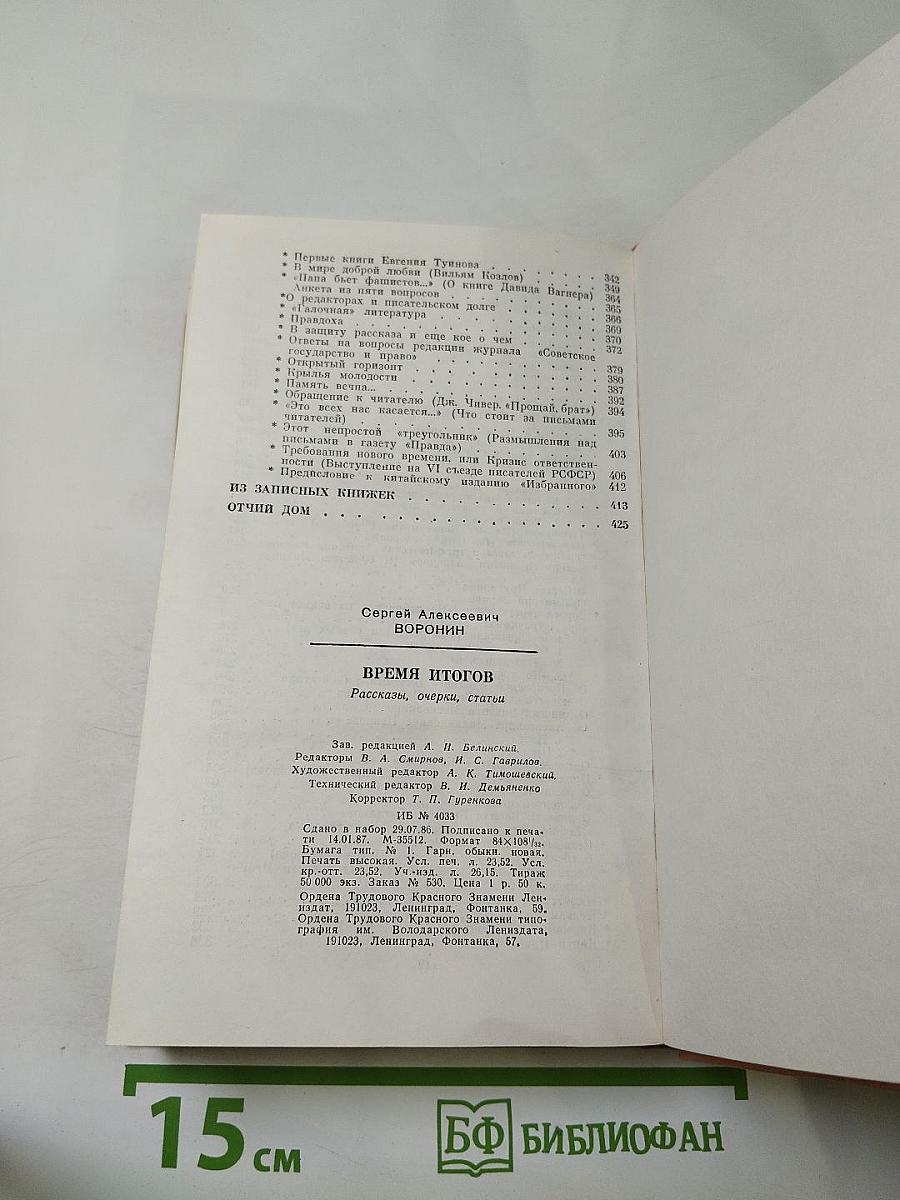 * Первые книги Евгения Туинова . . . . . . . 342
* В мире доброй любви (Вильям Козлов) . . . . . 349
* «Папа бьет фашистов...» (О книге Давида Вагнера) 364
Анкета из пяти вопросов . . . . . . . . 365
*О редакторах и писательском долге . . . . . . 366
* «Галочная» литература . . . . . . . . 369
* Правдоха . . . . . . . . . . . 370
* В защиту рассказа и еще кое о чем . . . . . 372
* Ответы на вопросы редакции журнала «Советское
государство и право» . . . . . . . . 379
* Открытый горизонт . . . . . . . . . 380
* Крылья молодости . . . . . . . . . 387
* Память вечна... . . . . . . . . . . 392
* Обращение к читателю (Дж. Чивер. «Прощай, брат») 394
* «Это всех нас касается...» (Что стоит за письмами
читателей) . . . . . . . . . . . 395
* Этот непростой «треугольник» (Размышления над
письмами в газету «Правда») . . . . . . . 403
* Требования нового времени, или Кризис ответствен-
ности (Выступление на VI съезде писателей РСФСР) 406
* Предисловие к китайскому изданию «Избранного» 412
ИЗ ЗАПИСНЫХ КНИЖЕК . . . . . . . . . . 413
ОТЧИЙ ДОМ . . . . . . . . . . . . . . 425
Сергей Алексеевич
ВОРОНИН
ВРЕМЯ ИТОГОВ
Рассказы, очерки, статьи
Зав. редакцией А. И. Белинский.
Редакторы В. А. Смирнов, И. С. Гаврилов.
Художественный редактор А. К. Тимошевский.
Технический редактор В. И. Демьяненко
Корректор Т. П. Гуренкова
ИБ № 4033
Сдано в набор 29.07.86. Подписано к печа-
ти 14.01.87. М-35512. Формат 84×108¹/₃₂.
Бумага тип. № 1. Гарн. обыкн. новая.
Печать высокая. Усл. печ. л. 23,52. Усл.
кр.-отт. 23,52. Уч.-изд. л. 26,15. Тираж
50 000 экз. Заказ № 530. Цена 1 р. 50 к.
Ордена Трудового Красного Знамени Лен-
издат, 191023, Ленинград, Фонтанка, 59.
Ордена Трудового Красного Знамени типо-
графия им. Володарского Лениздата,
191023, Ленинград, Фонтанка, 57.
15 см
БФ БИБЛИОФАН